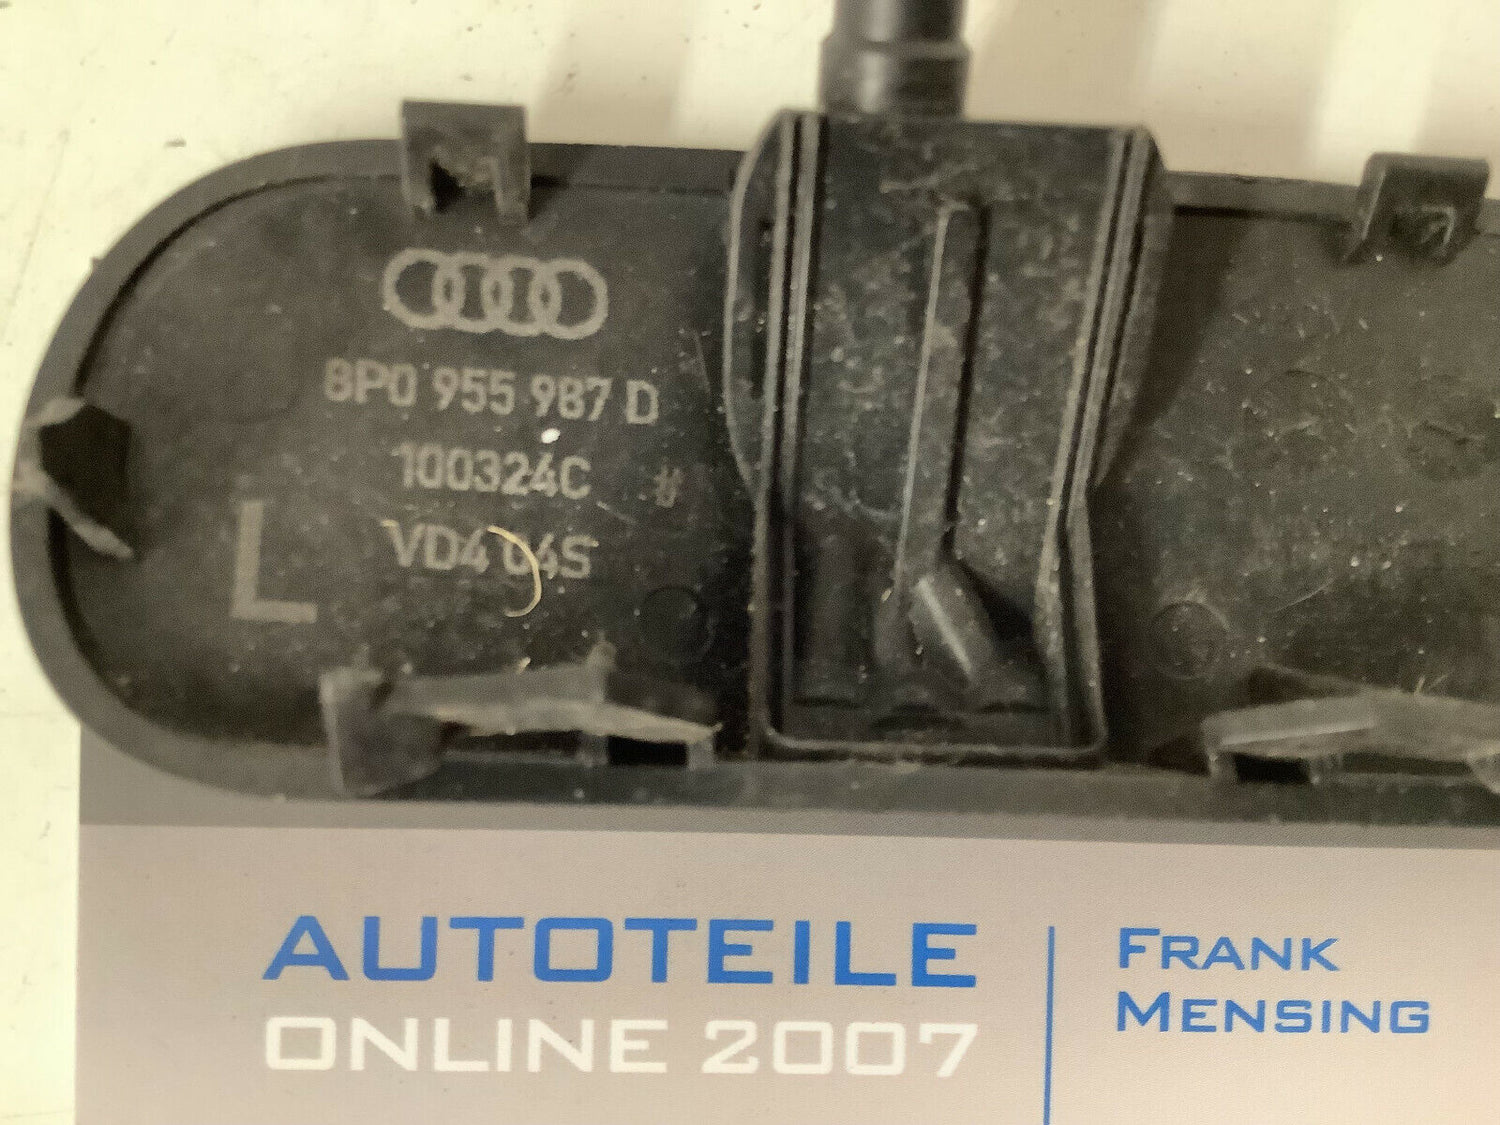 8P0 955 987 D
100324C #
VD4 04S
L
AUTOTEILE
ONLINE 2007
FRANK
MENSING